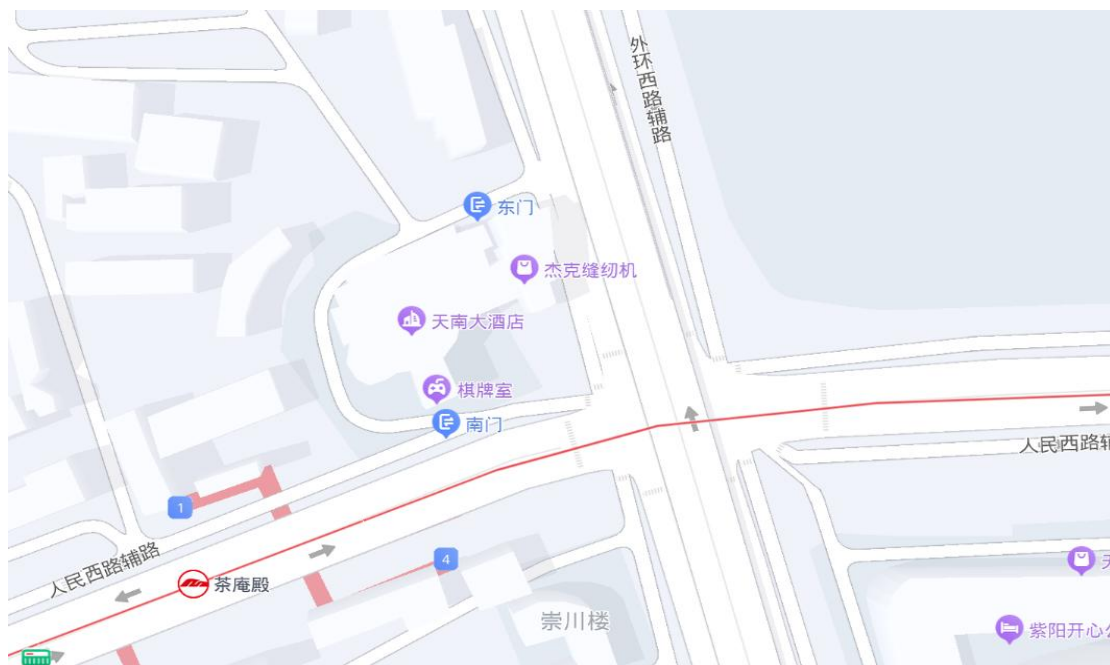 外环西路辅路
东门
杰克缝纫机
天南大酒店
棋牌室
南门
人民西路辅
1
人民西路辅路
4
茶庵殿
崇川楼
紫阳开心公